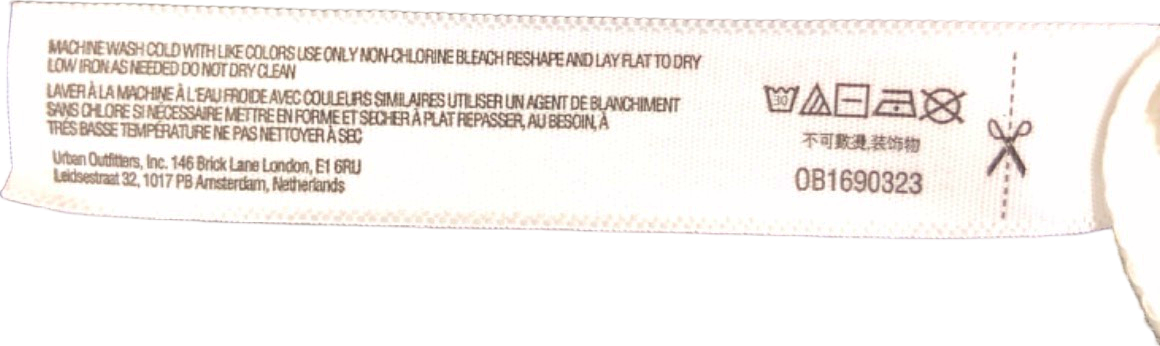 MACHINE WASH COLD WITH LIKE COLORS USE ONLY NON-CHLORINE BLEACH RESHAPE AND LAY FLAT TO DRY
LOW IRON AS NEEDED DO NOT DRY CLEAN
LAVER À LA MACHINE À L'EAU FROIDE AVEC COULEURS SIMILAIRES UTILISER UN AGENT DE BLANCHIMENT
SANS CHLORE SI NÉCESSAIRE METTRE EN FORME ET SECHER À PLAT REPASSER, AU BESOIN, À
TRÈS BASSE TEMPÉRATURE NE PAS NETTOYER À SEC
Urban Outfitters, Inc. 146 Brick Lane London, E1 6RU
Leidsestraat 32, 1017 PB Amsterdam, Netherlands
30
不可熨烫装饰物
OB1690323